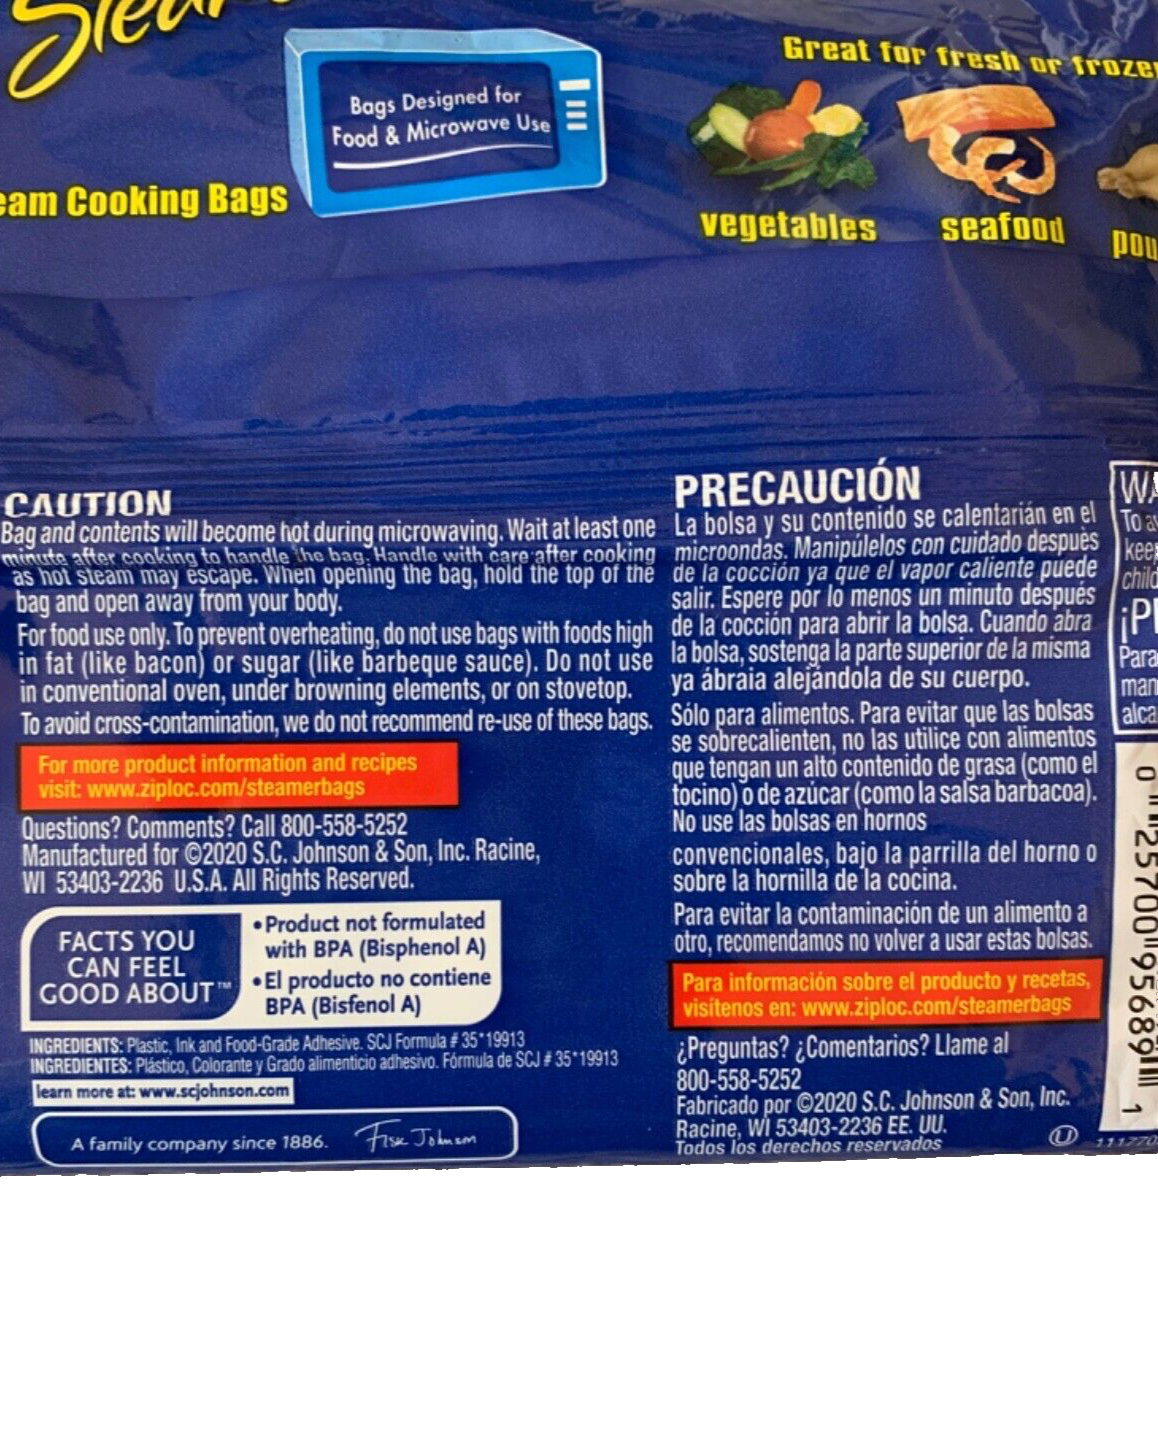 Bags Designed for
Food & Microwave Use
Cooking Bags
Great for fresh or
vegetables
seafood
CAUTION
Bag and contents will become hot during microwaving. Wait at least one
minute after cooking to handle the bag. Handle with care after cooking
as hot steam may escape. When opening the bag, hold the top of the
bag and open away from your body.
For food use only. To prevent overheating, do not use bags with foods high
in fat (like bacon) or sugar (like barbeque sauce). Do not use
in conventional oven, under browning elements, or on stovetop.
To avoid cross-contamination, we do not recommend re-use of these bags.
For more product information and recipes
visit: www.ziploc.com/steamerbags
Questions? Comments? Call 800-558-5252
Manufactured for ©2020 S.C. Johnson & Son, Inc. Racine,
WI 53403-2236 U.S.A. All Rights Reserved.
FACTS YOU
CAN FEEL
GOOD ABOUT™
•Product not formulated
with BPA (Bisphenol A)
•El producto no contiene
BPA (Bisfenol A)
INGREDIENTS: Plastic, Ink and Food-Grade Adhesive. SCJ Formula # 35*19913
INGREDIENTES: Plástico, Colorante y Grado alimenticio adhesivo. Fórmula de SCJ # 35*19913
learn more at: www.scjohnson.com
A family company since 1886. Fisk Johnson
PRECAUCIÓN
La bolsa y su contenido se calentarián en el
microondas. Manipúlelos con cuidado después
de la cocción ya que el vapor caliente puede
salir. Espere por lo menos un minuto después
de la cocción para abrir la bolsa. Cuando abra
la bolsa, sostenga la parte superior de la misma
ya ábraia alejándola de su cuerpo.
Sólo para alimentos. Para evitar que las bolsas
se sobrecalienten, no las utilice con alimentos
que tengan un alto contenido de grasa (como el
tocino) o de azúcar (como la salsa barbacoa).
No use las bolsas en hornos
convencionales, bajo la parrilla del horno o
sobre la hornilla de la cocina.
Para evitar la contaminación de un alimento a
otro, recomendamos no volver a usar estas bolsas.
Para información sobre el producto y recetas,
visítenos en: www.ziploc.com/steamerbags
¿Preguntas? ¿Comentarios? Llame al
800-558-5252
Fabricado por ©2020 S.C. Johnson & Son, Inc.
Racine, WI 53403-2236 EE. UU.
Todos los derechos reservados
U
To
Para
0 25700 95689 1